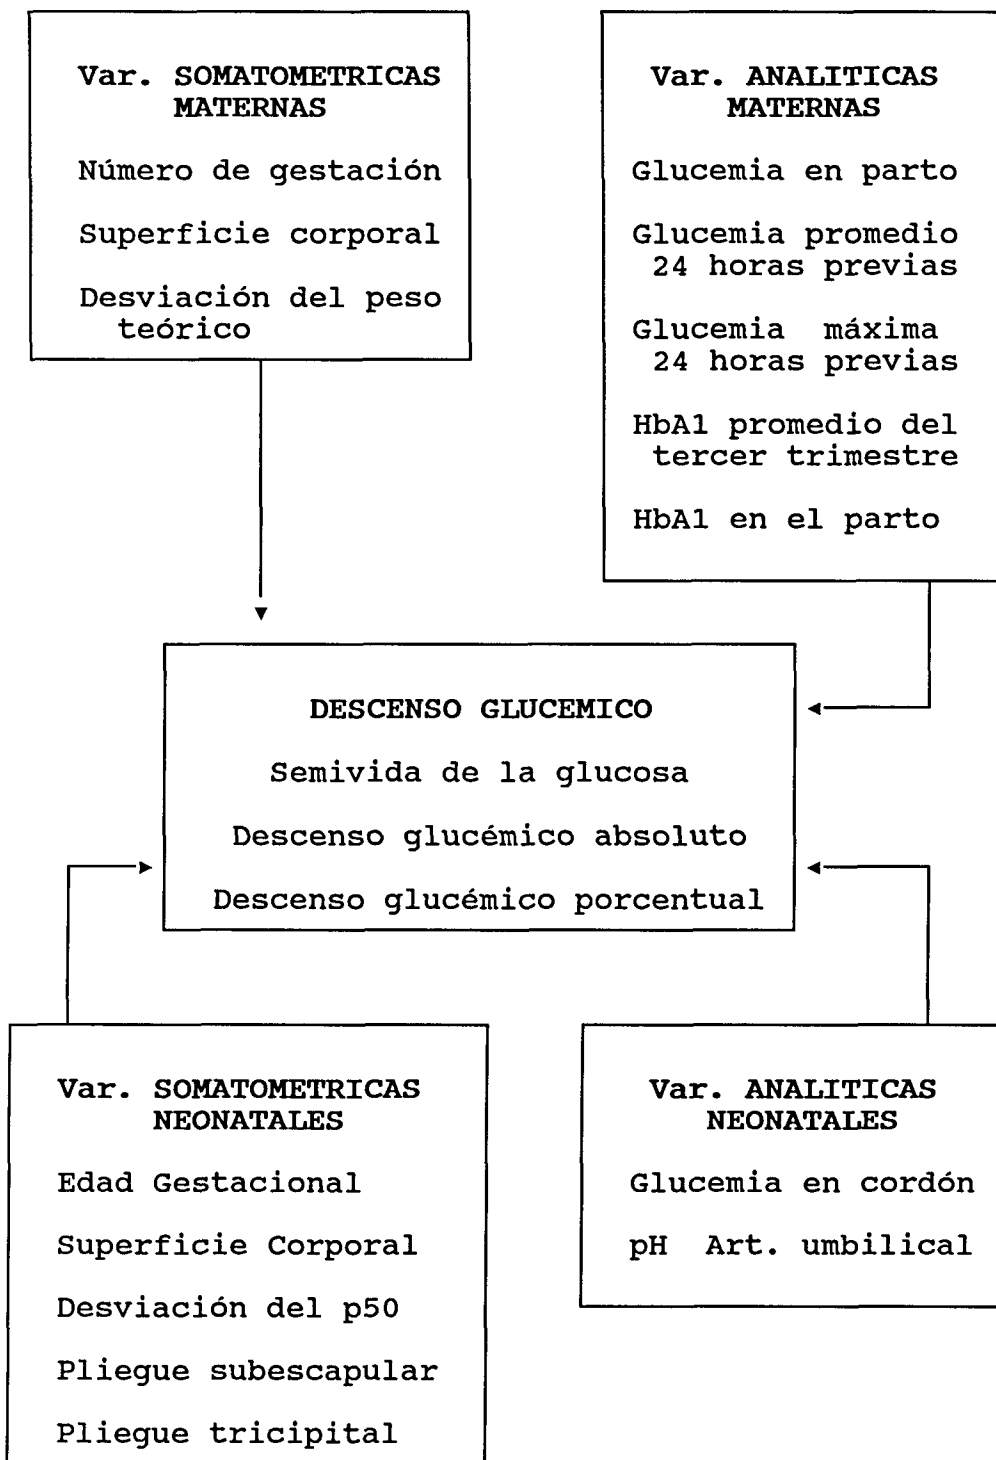 Var. SOMATOMETRICAS
MATERNAS
Número de gestación
Superficie corporal
Desviación del peso
teórico
Var. ANALITICAS
MATERNAS
Glucemia en parto
Glucemia promedio
24 horas previas
Glucemia máxima
24 horas previas
HbA1 promedio del
tercer trimestre
HbA1 en el parto
DESCENSO GLUCEMICO
Semivida de la glucosa
Descenso glucémico absoluto
Descenso glucémico porcentual
Var. SOMATOMETRICAS
NEONATALES
Edad Gestacional
Superficie Corporal
Desviación del p50
Pliegue subescapular
Pliegue tricipital
Var. ANALITICAS
NEONATALES
Glucemia en cordón
pH Art. umbilical